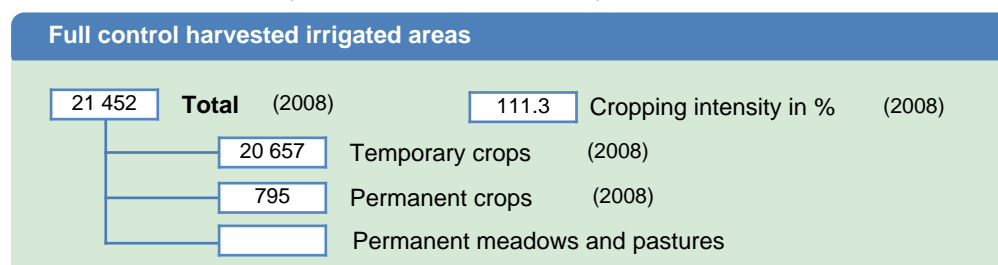 Full control harvested irrigated areas
21 452 Total (2008) 111.3 Cropping intensity in % (2008)
20 657 Temporary crops (2008)
795 Permanent crops (2008)
Permanent meadows and pastures